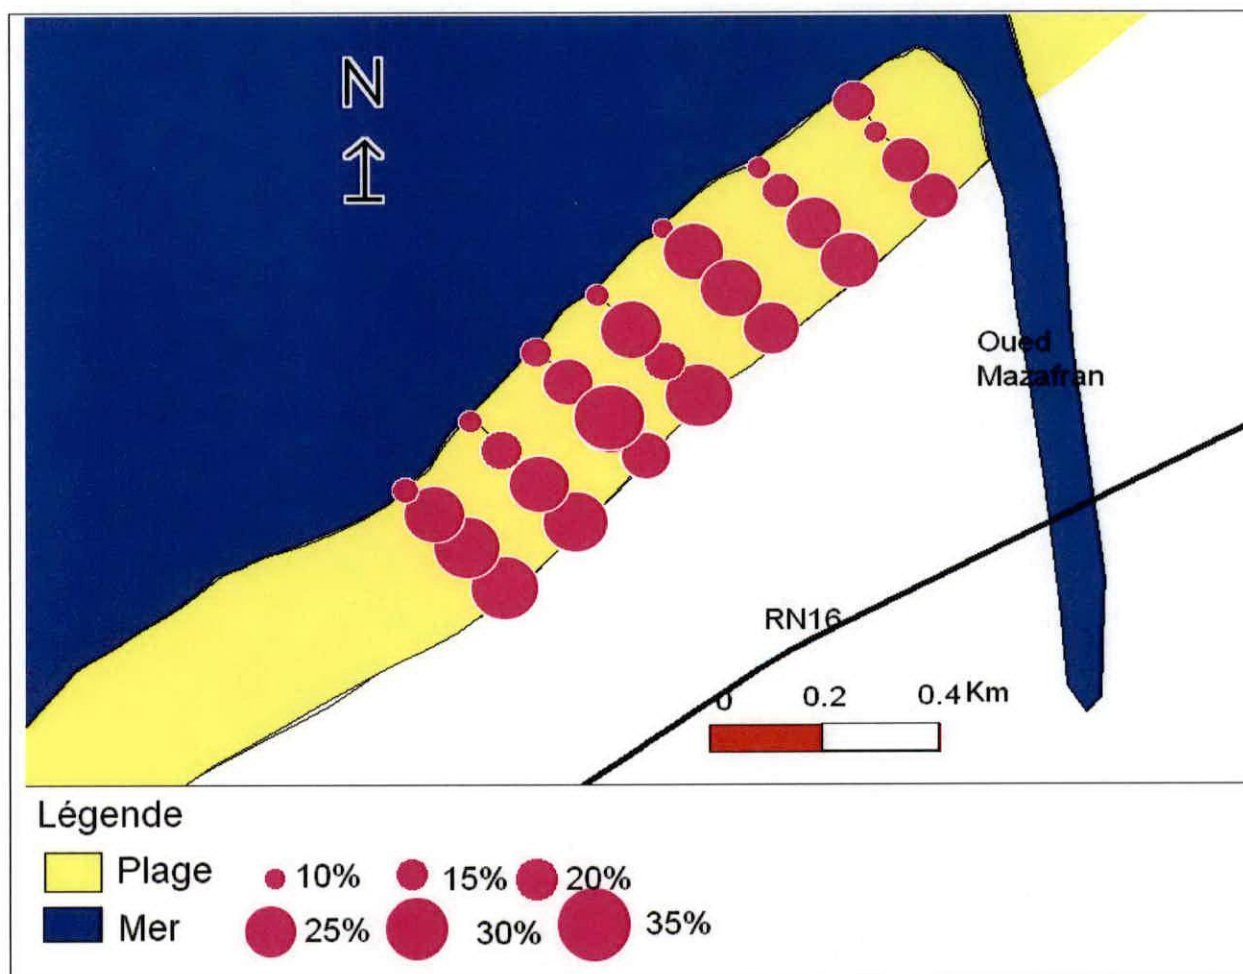 N
Oued
Mazafran
RN16
0 0.2 0.4 Km
Légende
Plage 10% 15% 20%
Mer 25% 30% 35%